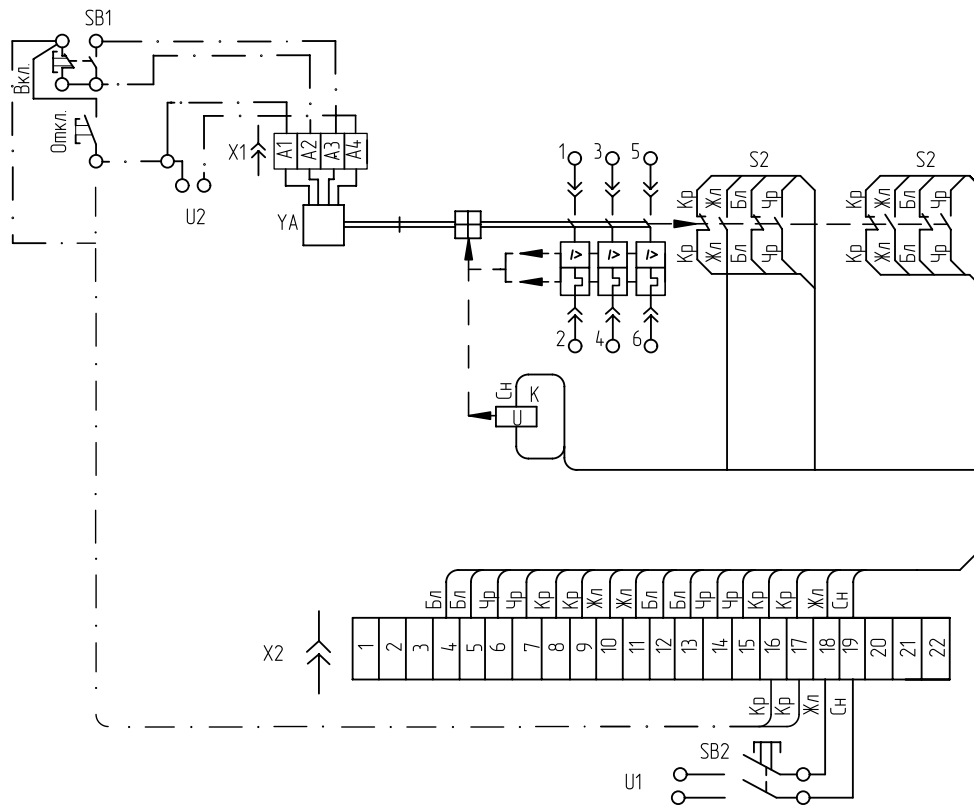 SB1
Вкл.
Откл.
X1
A1 A2 A3 A4
U2
YA
1 3 5
I> I> I>
2 4 6
S2 S2
Кр Жл Бл Чр Кр Жл Бл Чр
Кр Жл Бл Чр Кр Жл Бл Чр
Сн К
U
Бл Бл Чр Чр Кр Кр Жл Жл Бл Бл Чр Чр Кр Кр Жл Сн
X2
1 2 3 4 5 6 7 8 9 10 11 12 13 14 15 16 17 18 19 20 21 22
Кр Кр Жл Сн
SB2
U1